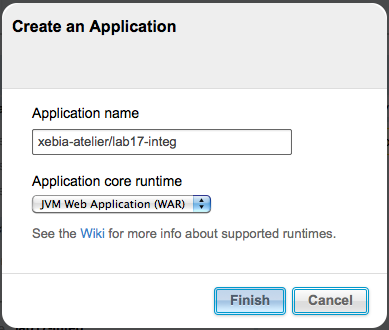 Create an Application
Application name
xebia-atelier/lab17-integ
Application core runtime
JVM Web Application (WAR)
See the Wiki for more info about supported runtimes.
Finish Cancel